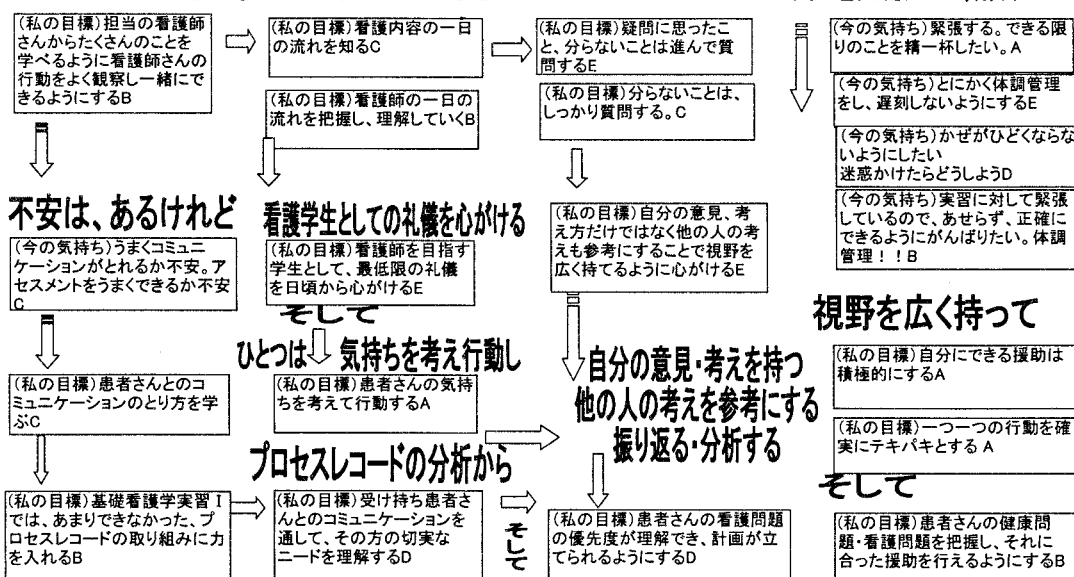 (私の目標)担当の看護師
さんからたくさんのことを
学べるように看護師さんの
行動をよく観察し一緒にで
きるようにするB
不安は、あるけれど
(今の気持ち)うまくコミュニ
ケーションがとれるか不安。ア
セスメントをうまくできるか不安
C
(私の目標)患者さんとのコ
ミュニケーションのとり方を学
ぶC
(私の目標)基礎看護学実習Ⅰ
では、あまりできなかった、プ
ロセスレコードの取り組みに力
を入れるB
(私の目標)看護内容の一日
の流れを知るC
(私の目標)看護師の一日の
流れを把握し、理解していくB
看護学生としての礼儀を心がける
(私の目標)看護師を目指す
学生として、最低限の礼儀
を日頃から心がけるE
そして
ひとつは 気持ちを考え行動し
(私の目標)患者さんの気持
ちを考えて行動するA
プロセスレコードの分析から
(私の目標)受け持ち患者さ
んとのコミュニケーションを
通して、その方の切実な
ニードを理解するD
そして
(私の目標)疑問に思ったこ
と、分らないことは進んで質
問するE
(私の目標)分らないことは、
しっかり質問する。C
(私の目標)自分の意見、考
え方だけではなく他の人の考
えも参考にすることで視野を
広く持てるように心がけるE
自分の意見・考えを持つ
他の人の考えを参考にする
振り返る・分析する
(私の目標)患者さんの看護問題
の優先度が理解でき、計画が立
てられるようにするD
(今の気持ち)緊張する。できる限
りのことを精一杯したい。A
(今の気持ち)とにかく体調管理
をし、遅刻しないようにするE
(今の気持ち)かぜがひどくならな
いようにしたい
迷惑かけたらどうしようD
(今の気持ち)実習に対して緊張
しているので、あせらず、正確に
できるようにがんばりたい。体調
管理!!B
視野を広く持って
(私の目標)自分にできる援助は
積極的にするA
(私の目標)一つ一つの行動を確
実にテキパキとする A
そして
(私の目標)患者さんの健康問
題・看護問題を把握し、それに
合った援助を行えるようにするB